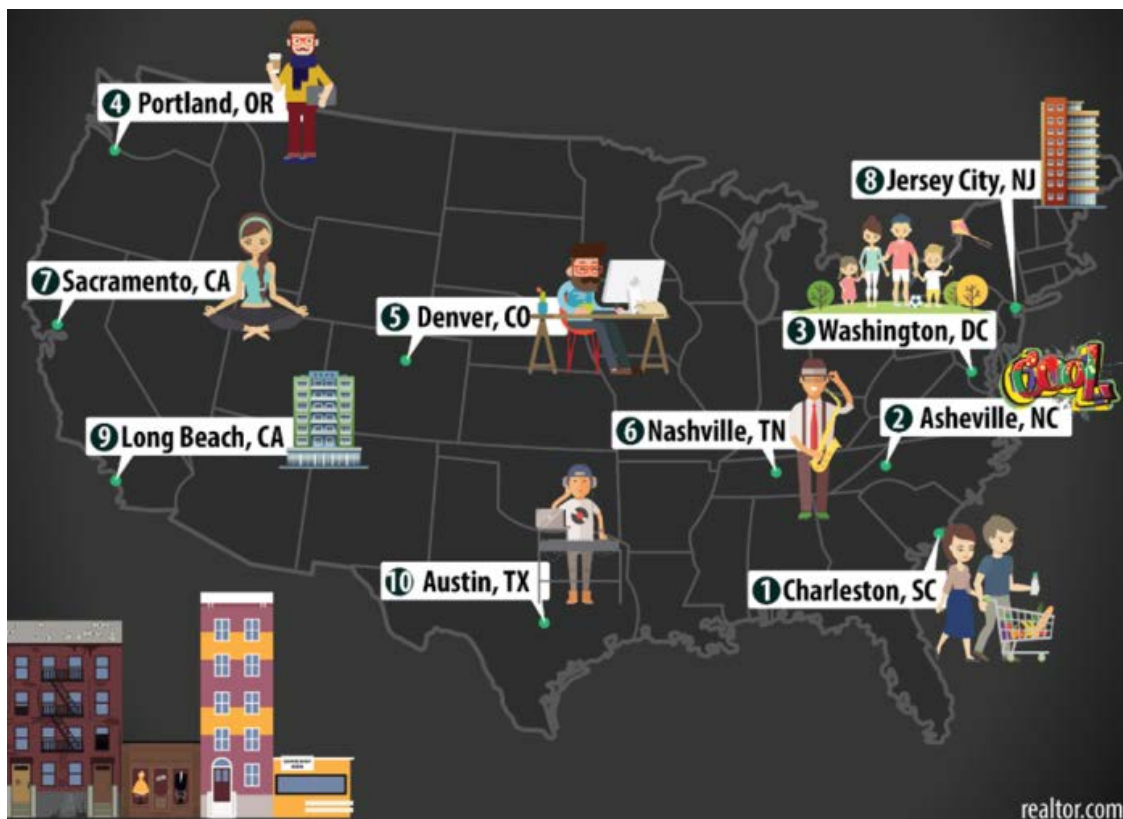 4 Portland, OR
8 Jersey City, NJ
7 Sacramento, CA
5 Denver, CO
3 Washington, DC
COOL
9 Long Beach, CA
6 Nashville, TN
2 Asheville, NC
10 Austin, TX
1 Charleston, SC
realtor.com